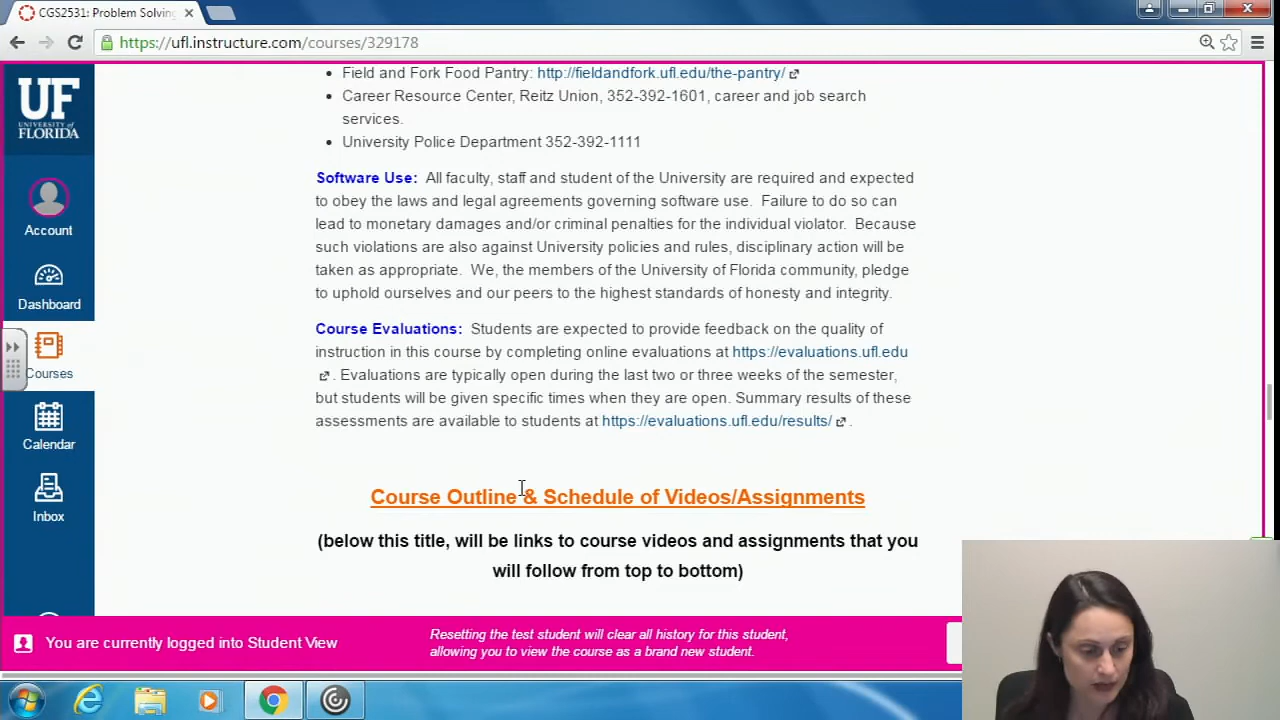 CGS2531: Problem Solvin
https://ufl.instructure.com/courses/329178
UF
UNIVERSITY of
FLORIDA
Account
Dashboard
Courses
Calendar
Inbox
• Field and Fork Food Pantry: http://fieldandfork.ufl.edu/the-pantry/
• Career Resource Center, Reitz Union, 352-392-1601, career and job search
services.
• University Police Department 352-392-1111
Software Use: All faculty, staff and student of the University are required and expected
to obey the laws and legal agreements governing software use. Failure to do so can
lead to monetary damages and/or criminal penalties for the individual violator. Because
such violations are also against University policies and rules, disciplinary action will be
taken as appropriate. We, the members of the University of Florida community, pledge
to uphold ourselves and our peers to the highest standards of honesty and integrity.
Course Evaluations: Students are expected to provide feedback on the quality of
instruction in this course by completing online evaluations at https://evaluations.ufl.edu
. Evaluations are typically open during the last two or three weeks of the semester,
but students will be given specific times when they are open. Summary results of these
assessments are available to students at https://evaluations.ufl.edu/results/ .
Course Outline & Schedule of Videos/Assignments
(below this title, will be links to course videos and assignments that you
will follow from top to bottom)
You are currently logged into Student View
Resetting the test student will clear all history for this student,
allowing you to view the course as a brand new student.